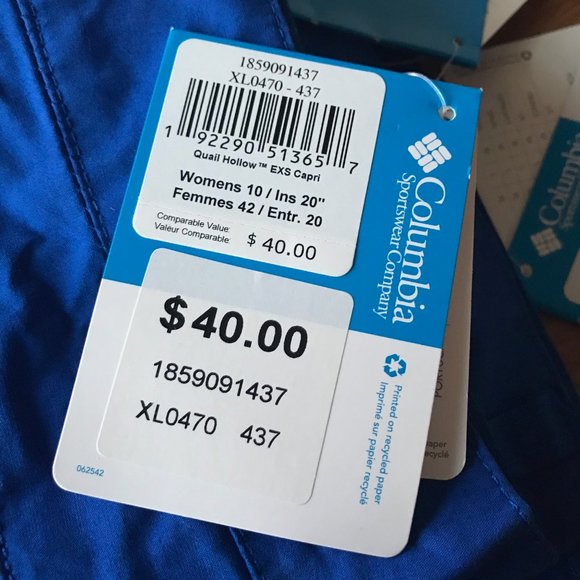 1859091437
XL0470 - 437
1 92290 51365 7
Quail Hollow™ EXS Capri
Womens 10 / Ins 20"
Femmes 42 / Entr. 20
Comparable Value:
Valeur Comparable: $ 40.00
$40.00
1859091437
XL0470 437
062542
Columbia
Sportswear Company
Printed on recycled paper
Imprimé sur papier recyclé